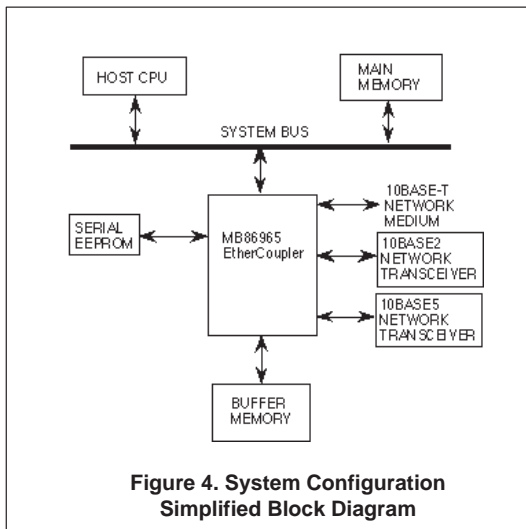 HOST CPU
MAIN
MEMORY
SYSTEM BUS
SERIAL
EEPROM
MB86965
EtherCoupler
10BASE-T
NETWORK
MEDIUM
10BASE2
NETWORK
TRANSCEIVER
10BASE5
NETWORK
TRANSCEIVER
BUFFER
MEMORY
Figure 4. System Configuration
Simplified Block Diagram